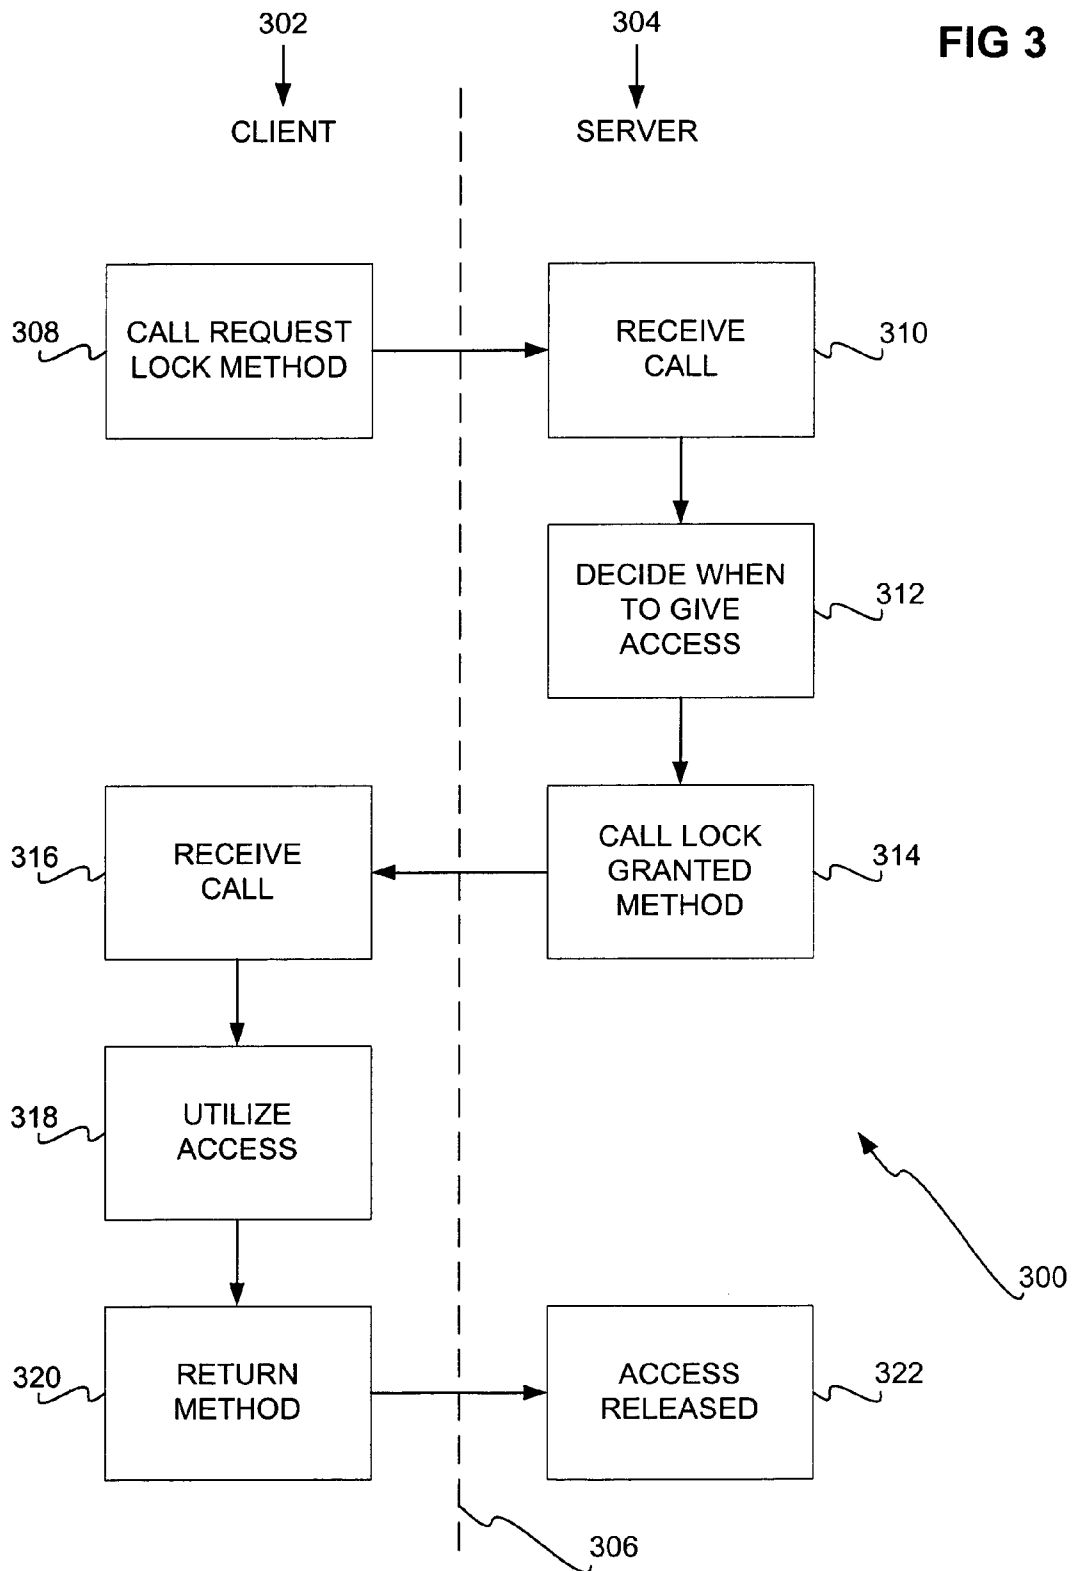 302
304
FIG 3
CLIENT
SERVER
308
CALL REQUEST
LOCK METHOD
RECEIVE
CALL
310
DECIDE WHEN
TO GIVE
ACCESS
312
316
RECEIVE
CALL
CALL LOCK
GRANTED
METHOD
314
318
UTILIZE
ACCESS
300
320
RETURN
METHOD
ACCESS
RELEASED
322
306